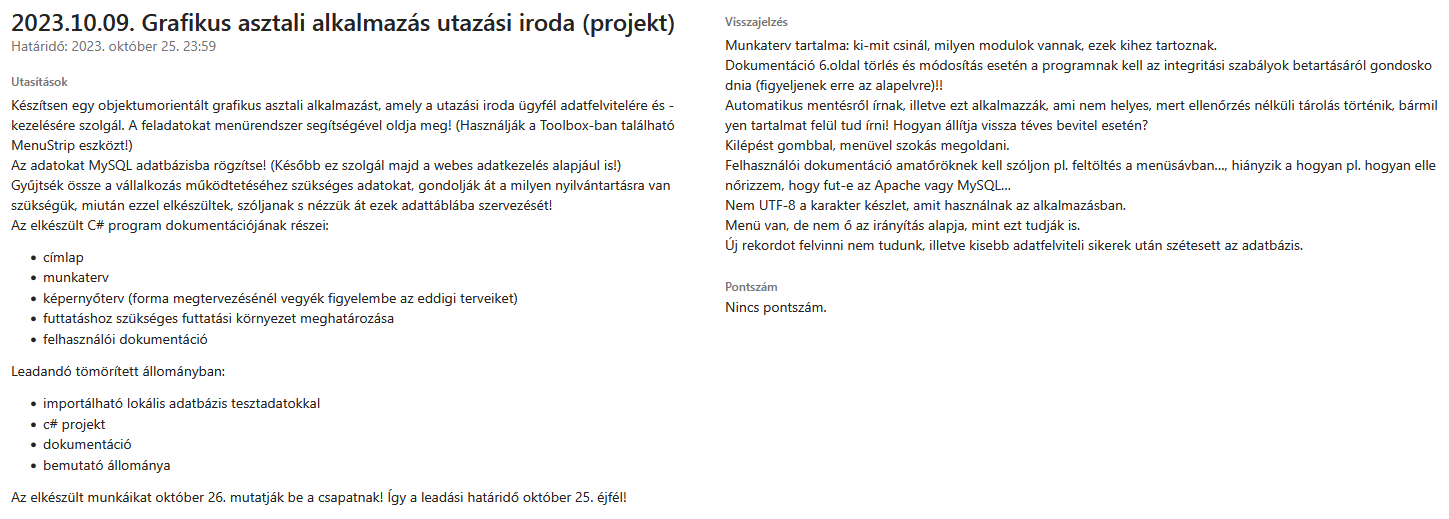 2023.10.09. Grafikus asztali alkalmazás utazási iroda (projekt)
Határidő: 2023. október 25. 23:59
Utasítások
Készítsen egy objektumorientált grafikus asztali alkalmazást, amely a utazási iroda ügyfél adatfelvitelére és -
kezelésére szolgál. A feladatokat menürendszer segítségével oldja meg! (Használják a Toolbox-ban található
MenuStrip eszközt!)
Az adatokat MySQL adatbázisba rögzítse! (Később ez szolgál majd a webes adatkezelés alapjául is!)
Gyűjtsék össze a vállalkozás működtetéséhez szükséges adatokat, gondolják át a milyen nyilvántartásra van
szükségük, miután ezzel elkészültek, szóljanak s nézzük át ezek adattáblába szervezését!
Az elkészült C# program dokumentációjának részei:
• címlap
• munkaterv
• képernyőterv (forma megtervezésénél vegyék figyelembe az eddigi terveiket)
• futtatáshoz szükséges futtatási környezet meghatározása
• felhasználói dokumentáció
Leadandó tömörített állományban:
• importálható lokális adatbázis tesztadatokkal
• c# projekt
• dokumentáció
• bemutató állománya
Az elkészült munkáikat október 26. mutatják be a csapatnak! Így a leadási határidő október 25. éjfél!
Visszajelzés
Munkaterv tartalma: ki-mit csinál, milyen modulok vannak, ezek kihez tartoznak.
Dokumentáció 6.oldal törlés és módosítás esetén a programnak kell az integritási szabályok betartásáról gondosko
dnia (figyeljenek erre az alapelvre)!!
Automatikus mentésről írnak, illetve ezt alkalmazzák, ami nem helyes, mert ellenőrzés nélküli tárolás történik, bármil
yen tartalmat felül tud írni! Hogyan állítja vissza téves bevitel esetén?
Kilépést gombbal, menüvel szokás megoldani.
Felhasználói dokumentáció amatőröknek kell szóljon pl. feltöltés a menüsávban..., hiányzik a hogyan pl. hogyan elle
nőrizzem, hogy fut-e az Apache vagy MySQL...
Nem UTF-8 a karakter készlet, amit használnak az alkalmazásban.
Menü van, de nem ő az irányítás alapja, mint ezt tudják is.
Új rekordot felvinni nem tudunk, illetve kisebb adatfelviteli sikerek után szétesett az adatbázis.
Pontszám
Nincs pontszám.